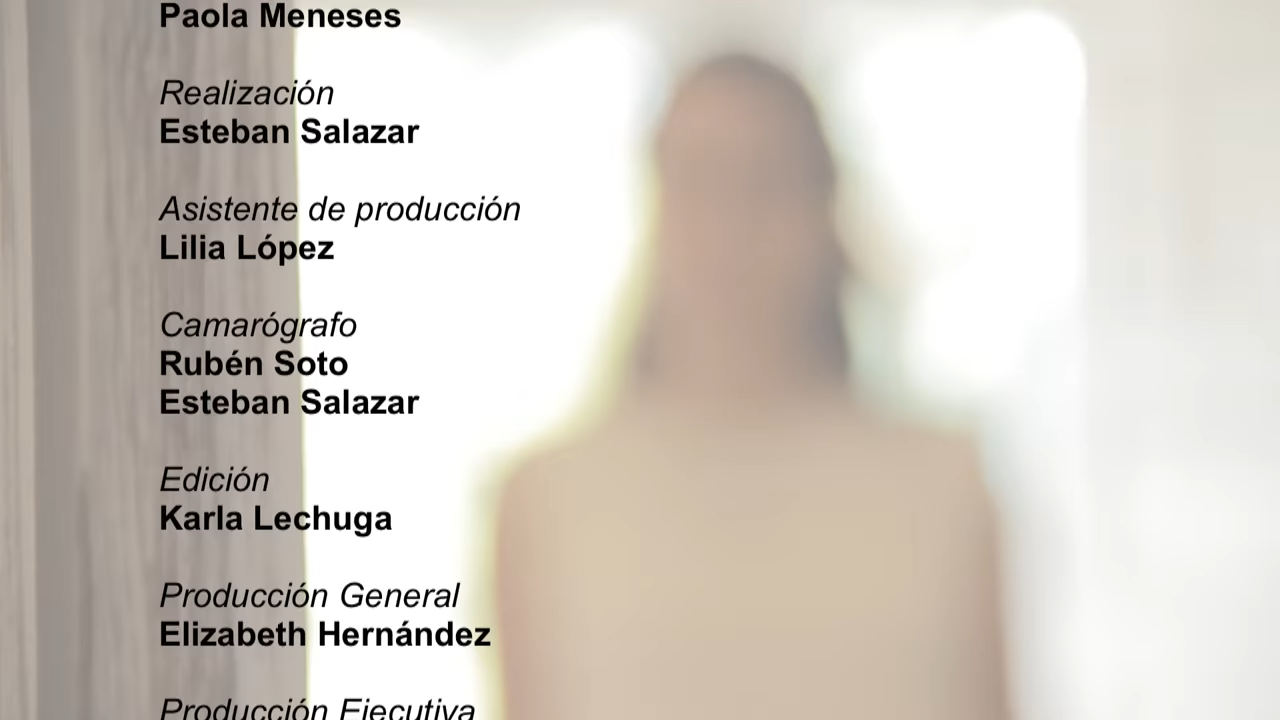 Paola Meneses
Realización
Esteban Salazar
Asistente de producción
Lilia López
Camarógrafo
Rubén Soto
Esteban Salazar
Edición
Karla Lechuga
Producción General
Elizabeth Hernández
Producción Ejecutiva